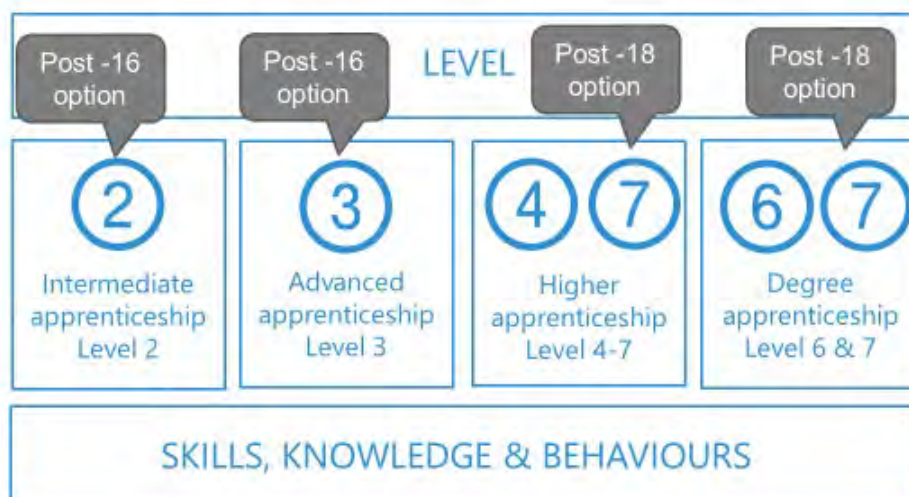 LEVEL
Post -16
option
Post -16
option
Post -18
option
Post -18
option
2
Intermediate
apprenticeship
Level 2
3
Advanced
apprenticeship
Level 3
4 7
Higher
apprenticeship
Level 4-7
6 7
Degree
apprenticeship
Level 6 & 7
SKILLS, KNOWLEDGE & BEHAVIOURS